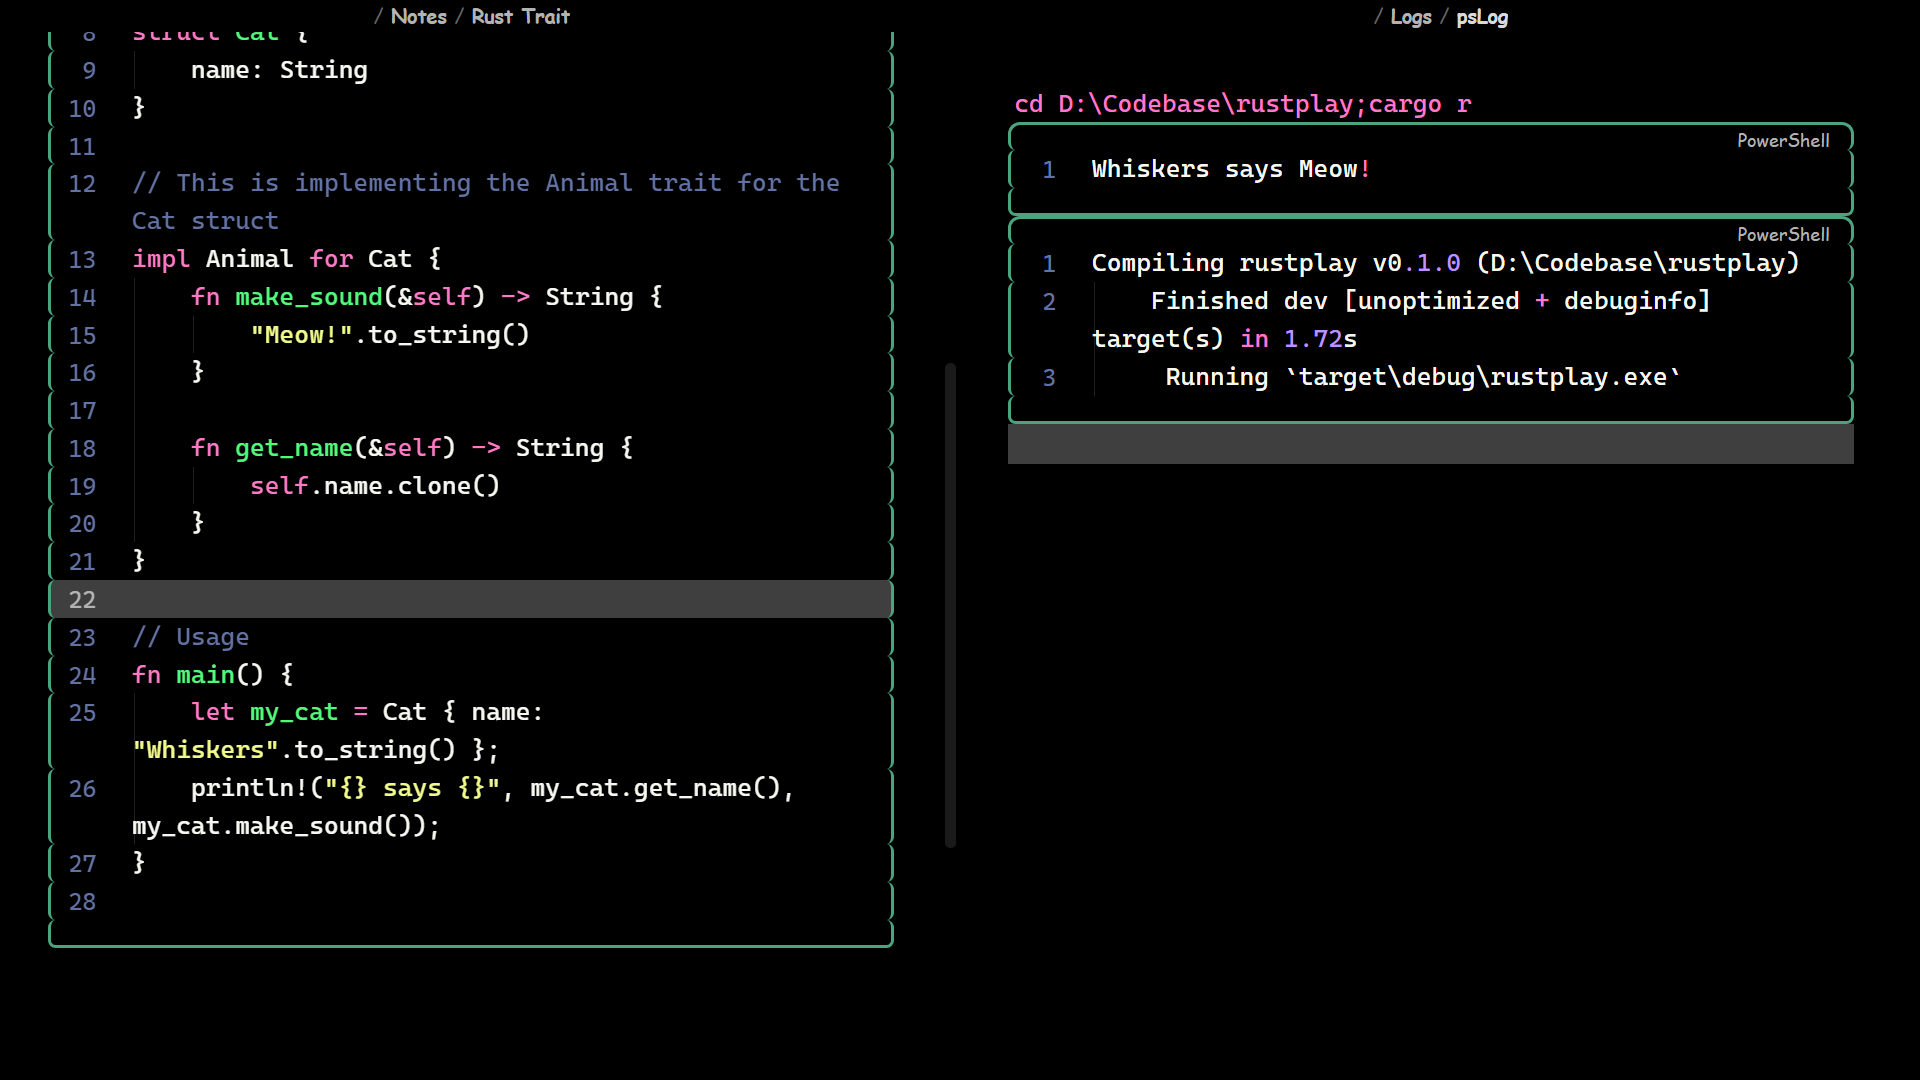 / Notes / Rust Trait
8 struct Cat {
9     name: String
10 }
11
12 // This is implementing the Animal trait for the
Cat struct
13 impl Animal for Cat {
14     fn make_sound(&self) -> String {
15         "Meow!".to_string()
16     }
17
18     fn get_name(&self) -> String {
19         self.name.clone()
20     }
21 }
22
23 // Usage
24 fn main() {
25     let my_cat = Cat { name:
"Whiskers".to_string() };
26     println!("{} says {}", my_cat.get_name(),
my_cat.make_sound());
27 }
28
/ Logs / psLog
cd D:\Codebase\rustplay;cargo r
PowerShell
1 Whiskers says Meow!
PowerShell
1 Compiling rustplay v0.1.0 (D:\Codebase\rustplay)
2     Finished dev [unoptimized + debuginfo]
target(s) in 1.72s
3      Running `target\debug\rustplay.exe`